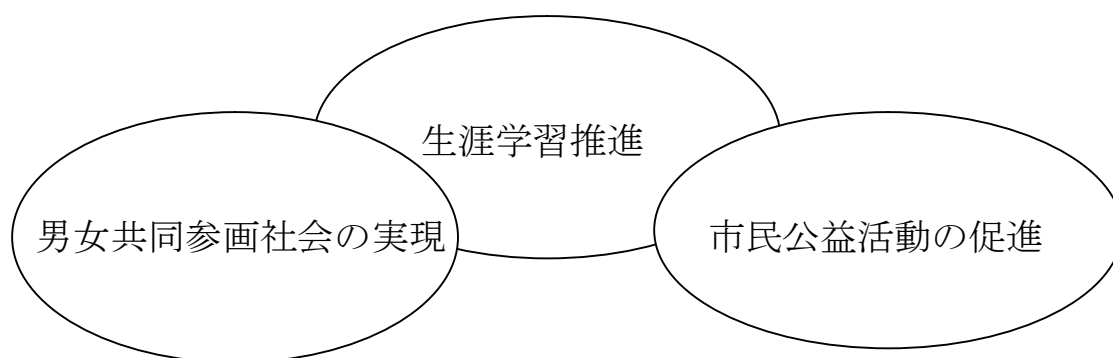 生涯学習推進
男女共同参画社会の実現
市民公益活動の促進